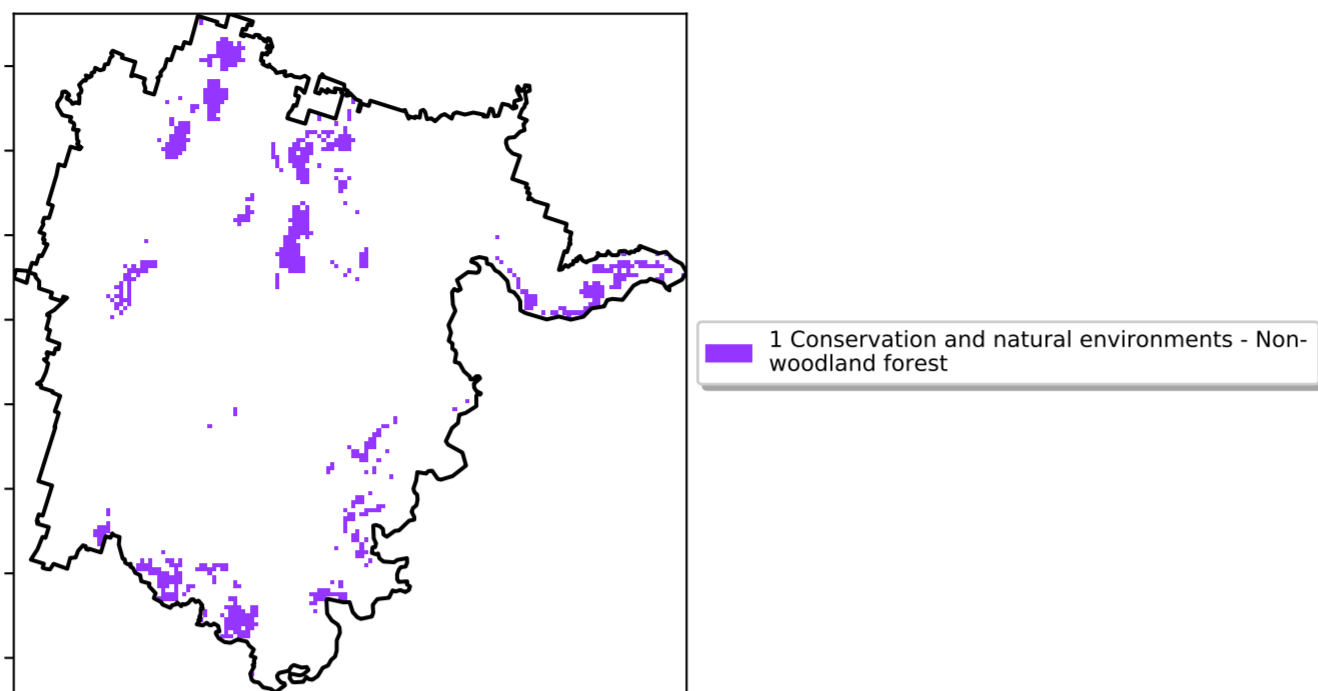 1 Conservation and natural environments - Non-
woodland forest